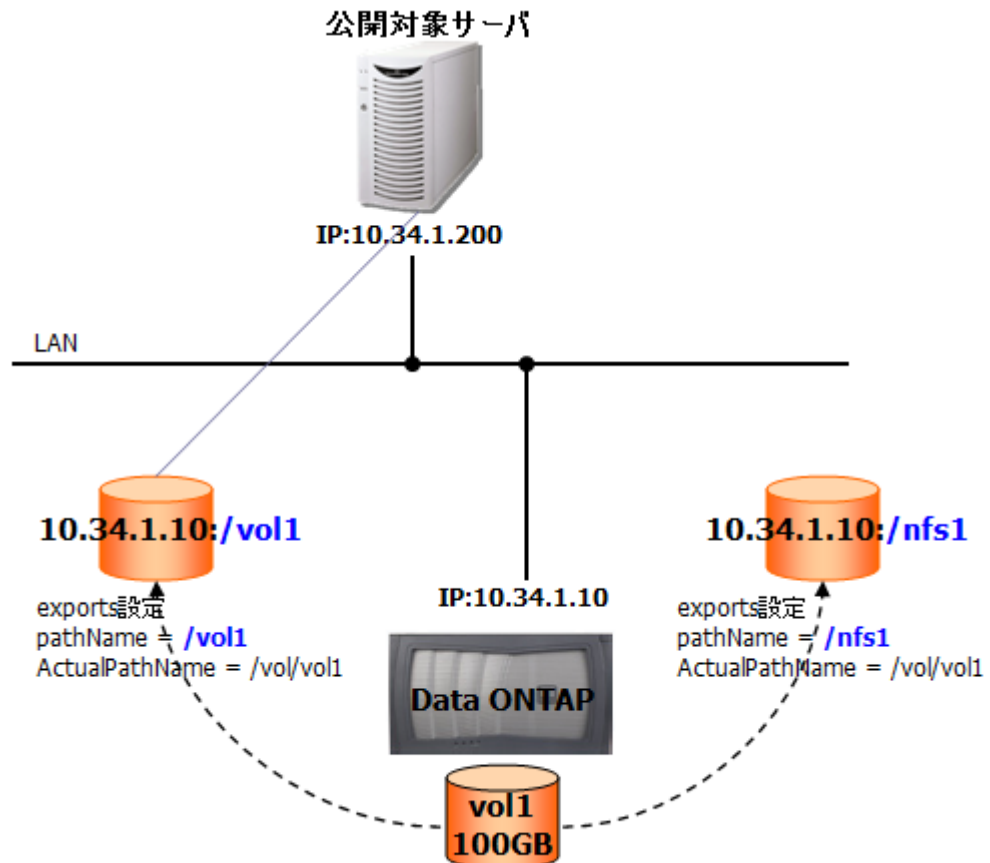 公開対象サーバ
IP:10.34.1.200
LAN
10.34.1.10:/vol1
10.34.1.10:/nfs1
IP:10.34.1.10
exports設定
pathName = /vol1
ActualPathName = /vol/vol1
exports設定
pathName = /nfs1
ActualPathName = /vol/vol1
Data ONTAP
vol1
100GB